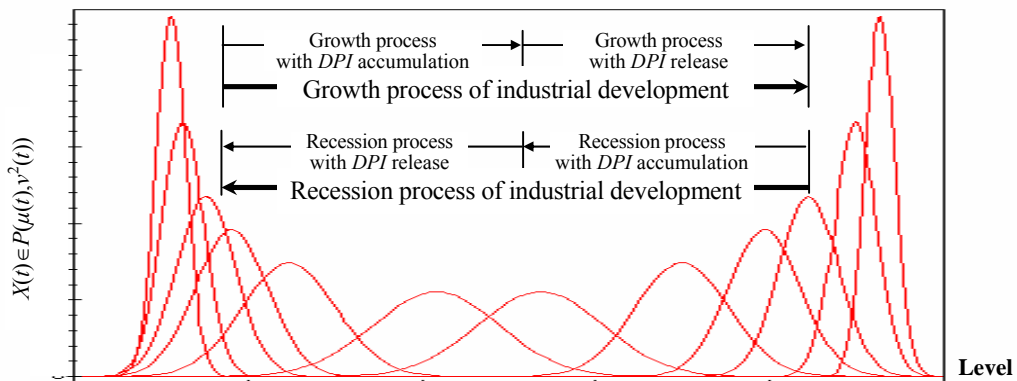 Growth process
with DPI accumulation
Growth process
with DPI release
Growth process of industrial development
Recession process
with DPI release
Recession process
with DPI accumulation
Recession process of industrial development
X(t)∈P(μ(t),ν²(t))
Level